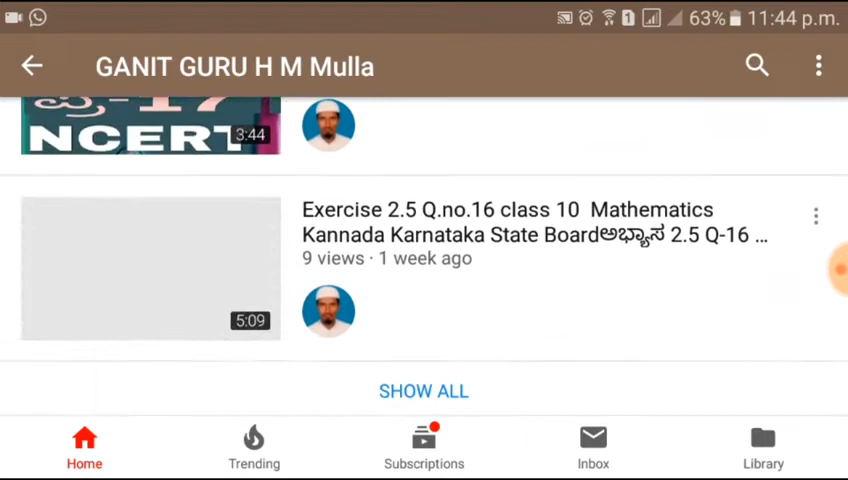 63% 11:44 p.m.
GANIT GURU H M Mulla
ಪ್ರ-17
NCERT
3:44
Exercise 2.5 Q.no.16 class 10 Mathematics
Kannada Karnataka State Boardಅಭ್ಯಾಸ 2.5 Q-16 ...
9 views · 1 week ago
5:09
SHOW ALL
Home
Trending
Subscriptions
Inbox
Library